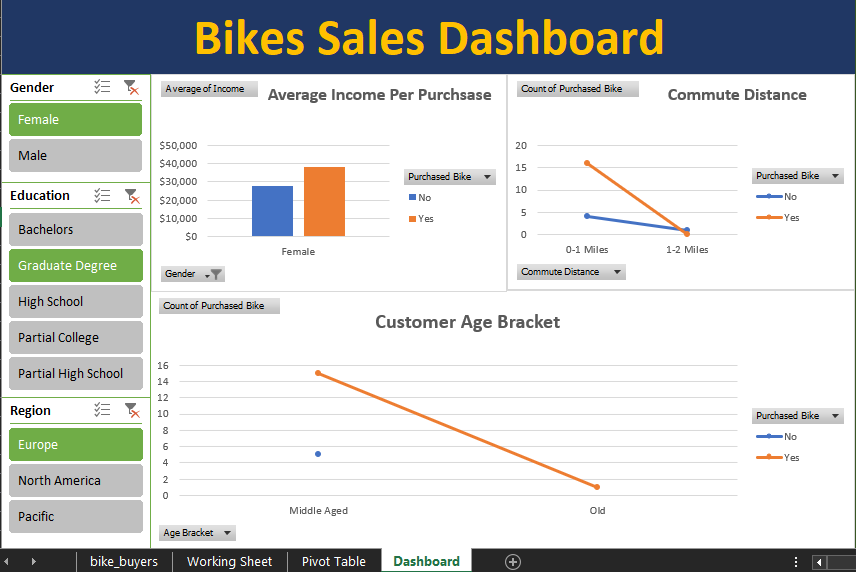 Bikes Sales Dashboard
Gender
Female
Male
Education
Bachelors
Graduate Degree
High School
Partial College
Partial High School
Region
Europe
North America
Pacific
Average of Income
Average Income Per Purchsase
$50,000
$40,000
$30,000
$20,000
$10,000
$0
Female
Purchased Bike
No
Yes
Gender
Count of Purchased Bike
Commute Distance
20
15
10
5
0
0-1 Miles
1-2 Miles
Purchased Bike
No
Yes
Commute Distance
Count of Purchased Bike
Customer Age Bracket
16
14
12
10
8
6
4
2
0
Middle Aged
Old
Purchased Bike
No
Yes
Age Bracket
bike_buyers
Working Sheet
Pivot Table
Dashboard